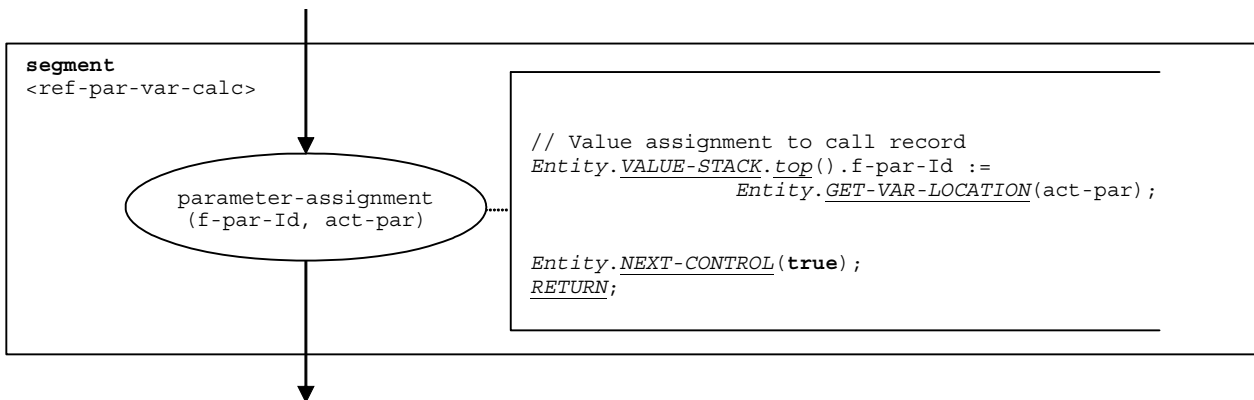 segment
<ref-par-var-calc>
parameter-assignment
(f-par-Id, act-par)
// Value assignment to call record
Entity.VALUE-STACK.top().f-par-Id :=
Entity.GET-VAR-LOCATION(act-par);
Entity.NEXT-CONTROL(true);
RETURN;